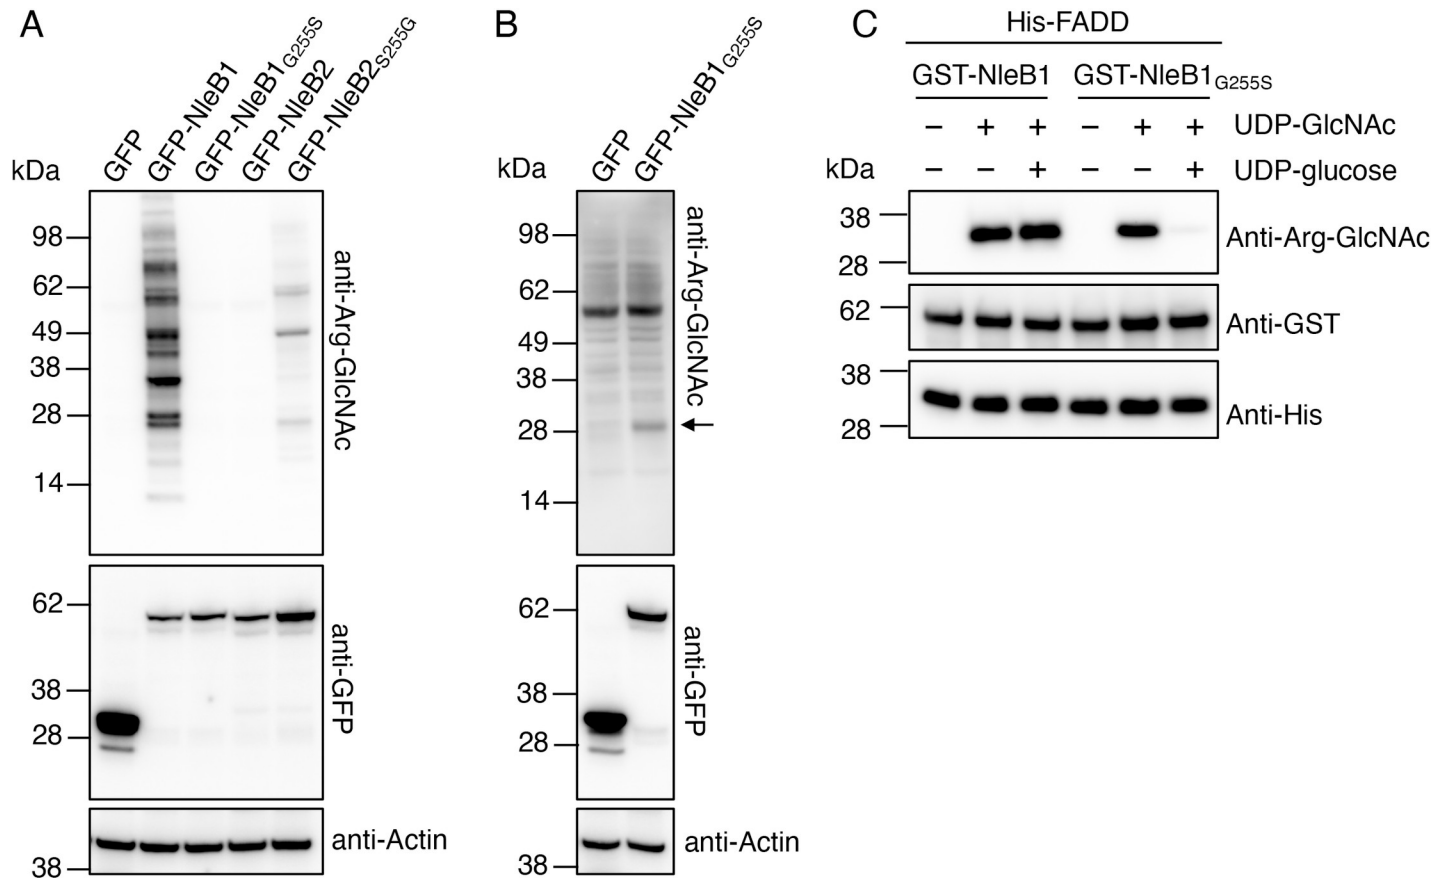 A
GFP
GFP-NleB1
GFP-NleB1G255S
GFP-NleB2
GFP-NleB2S255G
kDa
98
62
49
38
28
14
anti-Arg-GlcNAc
62
38
28
anti-GFP
38
anti-Actin
B
GFP
GFP-NleB1G255S
kDa
98
62
49
38
28
14
anti-Arg-GlcNAc
62
38
28
anti-GFP
38
anti-Actin
C
His-FADD
GST-NleB1 GST-NleB1G255S
− + + − + + UDP-GlcNAc
kDa − − + − − + UDP-glucose
38
28
Anti-Arg-GlcNAc
62
Anti-GST
38
28
Anti-His